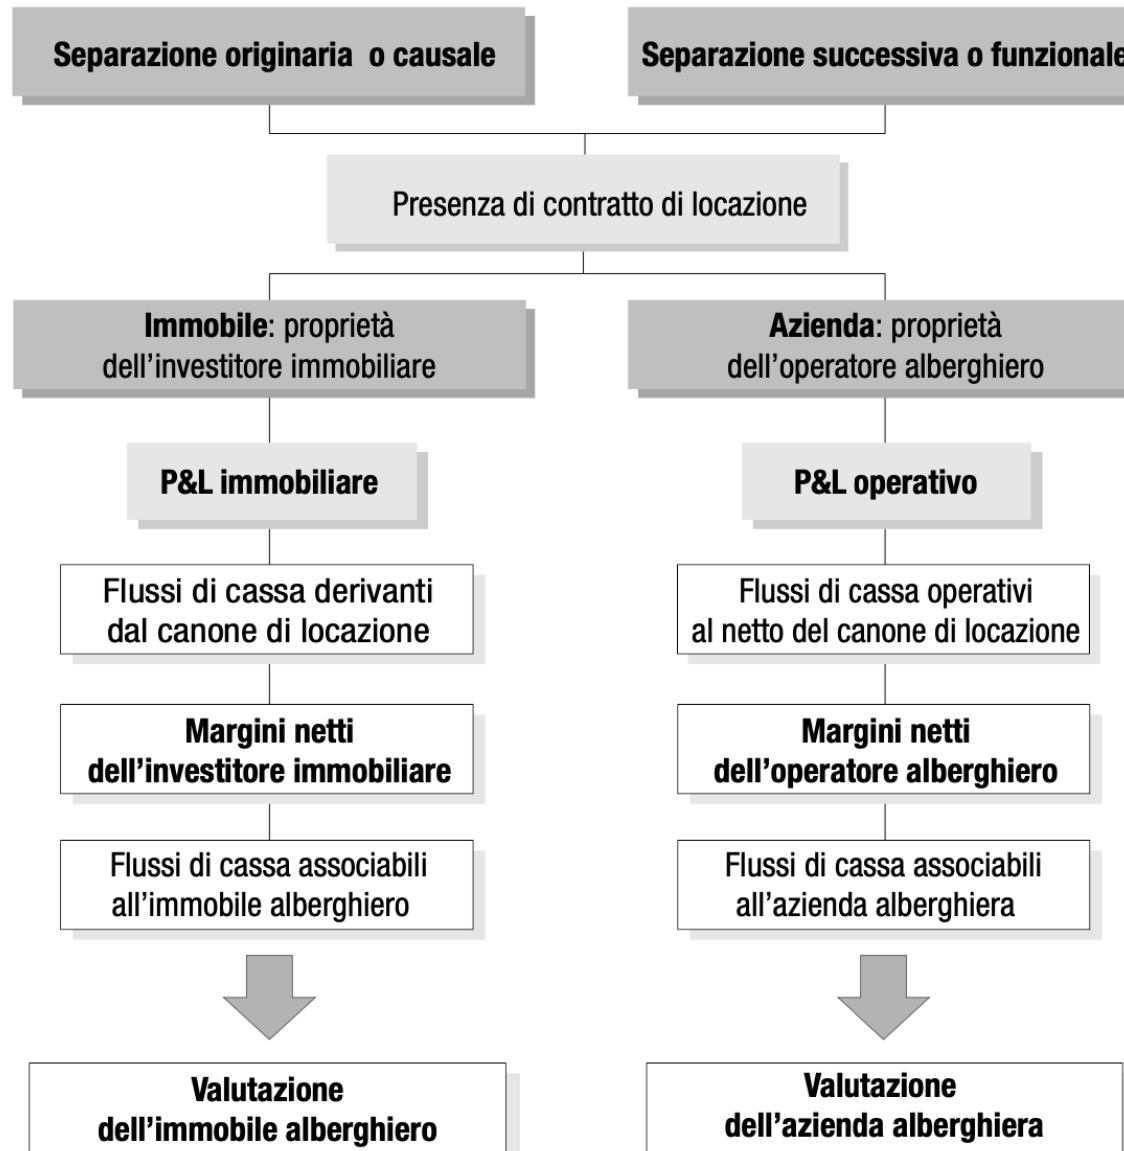 Separazione originaria o causale
Separazione successiva o funzionale
Presenza di contratto di locazione
Immobile: proprietà
dell'investitore immobiliare
Azienda: proprietà
dell'operatore alberghiero
P&L immobiliare
P&L operativo
Flussi di cassa derivanti
dal canone di locazione
Flussi di cassa operativi
al netto del canone di locazione
Margini netti
dell'investitore immobiliare
Margini netti
dell'operatore alberghiero
Flussi di cassa associabili
all'immobile alberghiero
Flussi di cassa associabili
all'azienda alberghiera
Valutazione
dell'immobile alberghiero
Valutazione
dell'azienda alberghiera